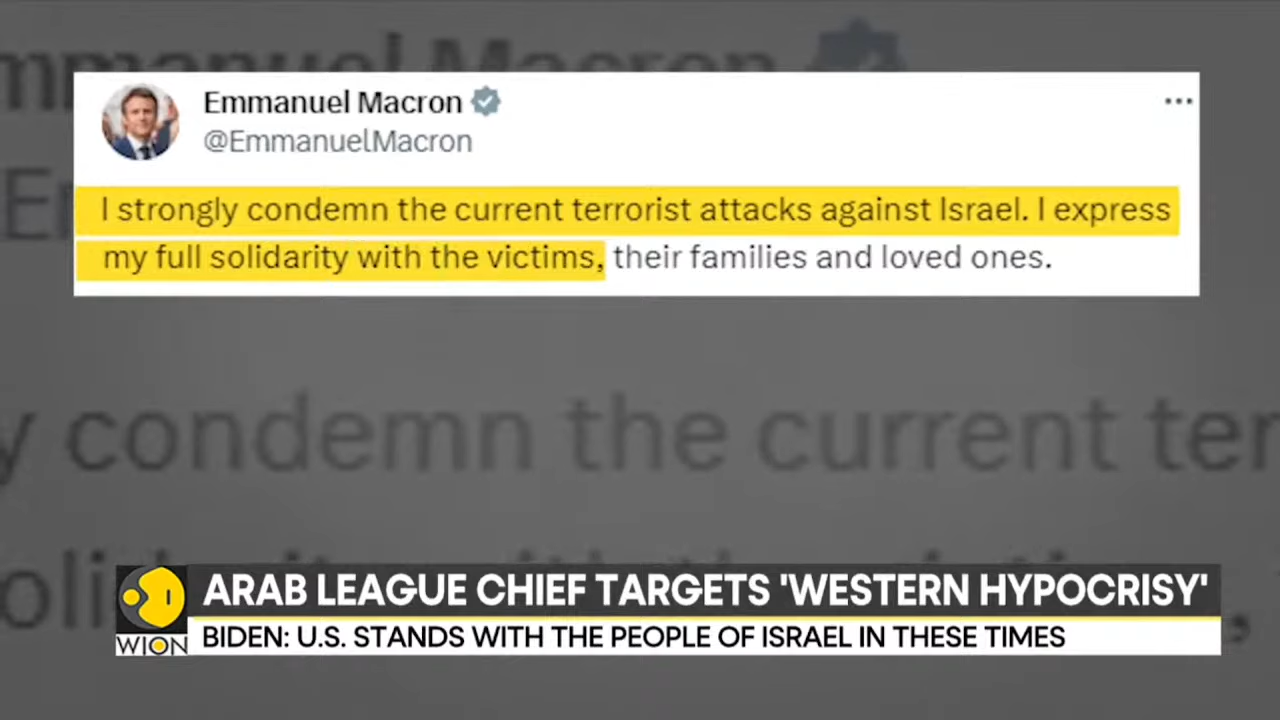 Emmanuel Macron
@EmmanuelMacron
I strongly condemn the current terrorist attacks against Israel. I express
my full solidarity with the victims, their families and loved ones.
y condemn the current ter
ARAB LEAGUE CHIEF TARGETS 'WESTERN HYPOCRISY'
BIDEN: U.S. STANDS WITH THE PEOPLE OF ISRAEL IN THESE TIMES
WION